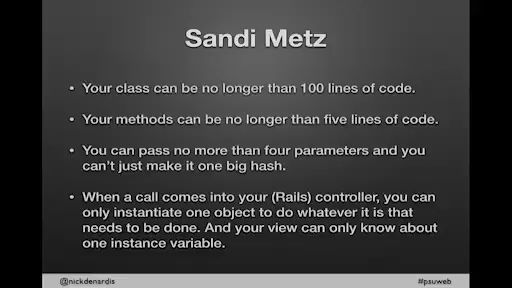 Sandi Metz
• Your class can be no longer than 100 lines of code.
• Your methods can be no longer than five lines of code.
• You can pass no more than four parameters and you
can't just make it one big hash.
• When a call comes into your (Rails) controller, you can
only instantiate one object to do whatever it is that
needs to be done. And your view can only know about
one instance variable.
@nickdenardis #psuweb